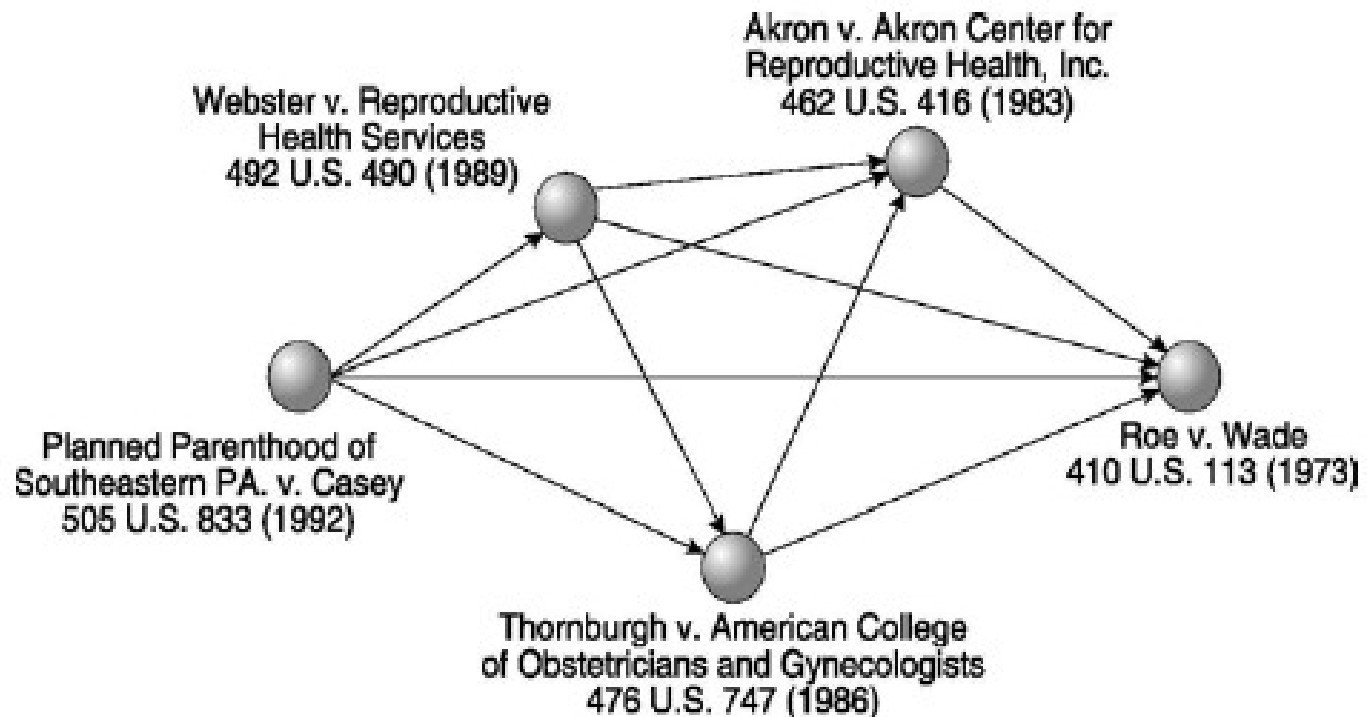 Akron v. Akron Center for
Reproductive Health, Inc.
462 U.S. 416 (1983)
Webster v. Reproductive
Health Services
492 U.S. 490 (1989)
Planned Parenthood of
Southeastern PA. v. Casey
505 U.S. 833 (1992)
Roe v. Wade
410 U.S. 113 (1973)
Thornburgh v. American College
of Obstetricians and Gynecologists
476 U.S. 747 (1986)